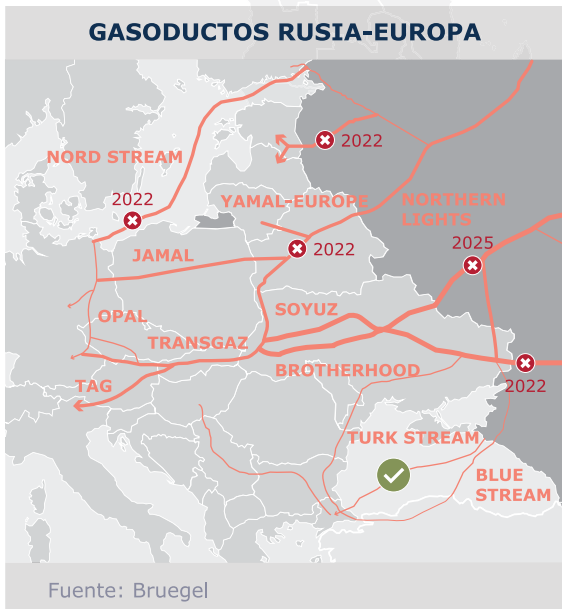 GASODUCTOS RUSIA-EUROPA
2022
NORD STREAM
YAMAL-EUROPE
NORTHERN
LIGHTS
2022
2025
2022
JAMAL
SOYUZ
OPAL
TRANSGAZ
BROTHERHOOD
TAG
2022
TURK STREAM
BLUE
STREAM
Fuente: Bruegel